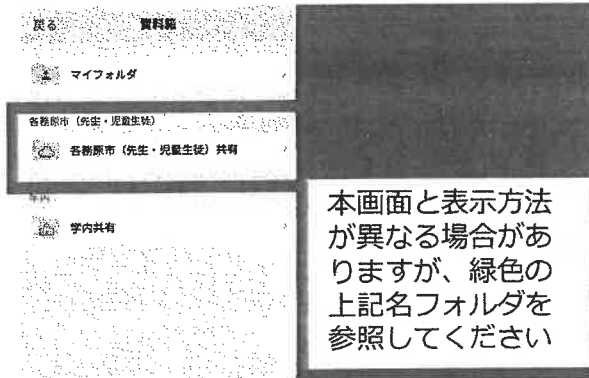 戻る
資料箱
マイフォルダ
各務原市（先生・児童生徒）
各務原市（先生・児童生徒）共有
学内
学内共有
本画面と表示方法
が異なる場合があ
りますが、緑色の
上記名フォルダを
参照してください